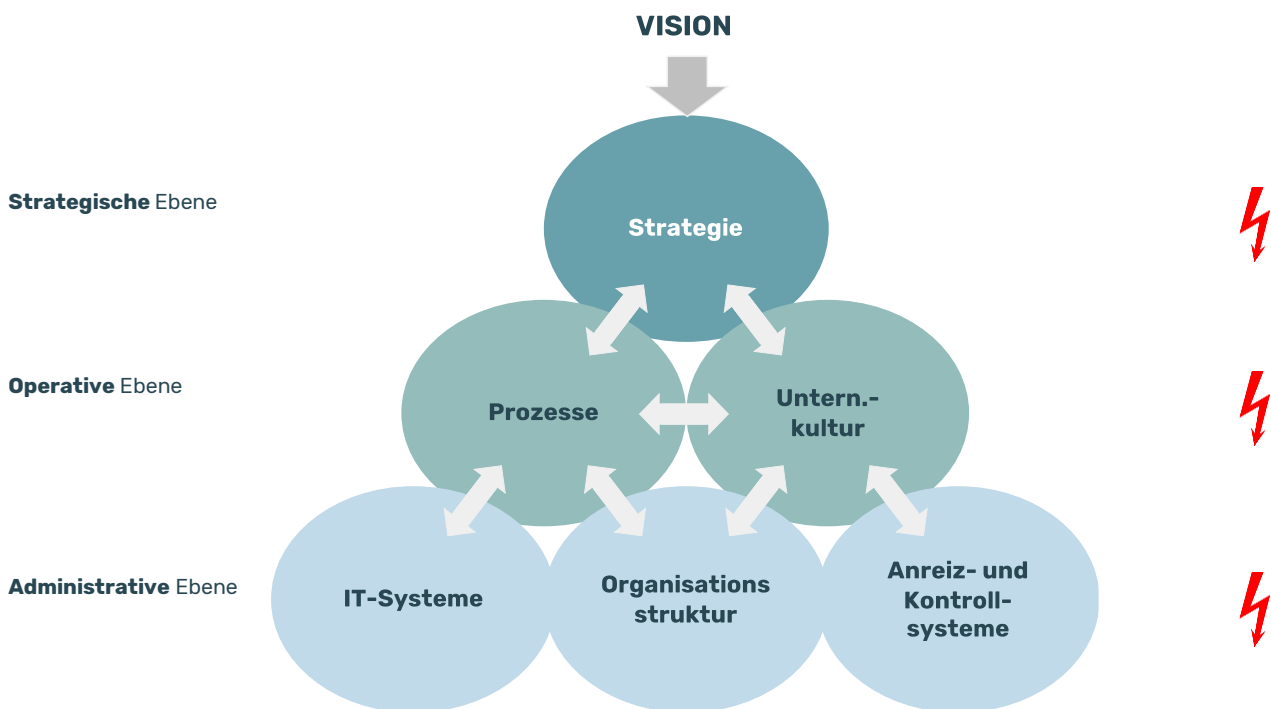 VISION
Strategische Ebene
Strategie
Operative Ebene
Prozesse
Untern.-
kultur
Administrative Ebene
IT-Systeme
Organisations
struktur
Anreiz- und
Kontroll-
systeme